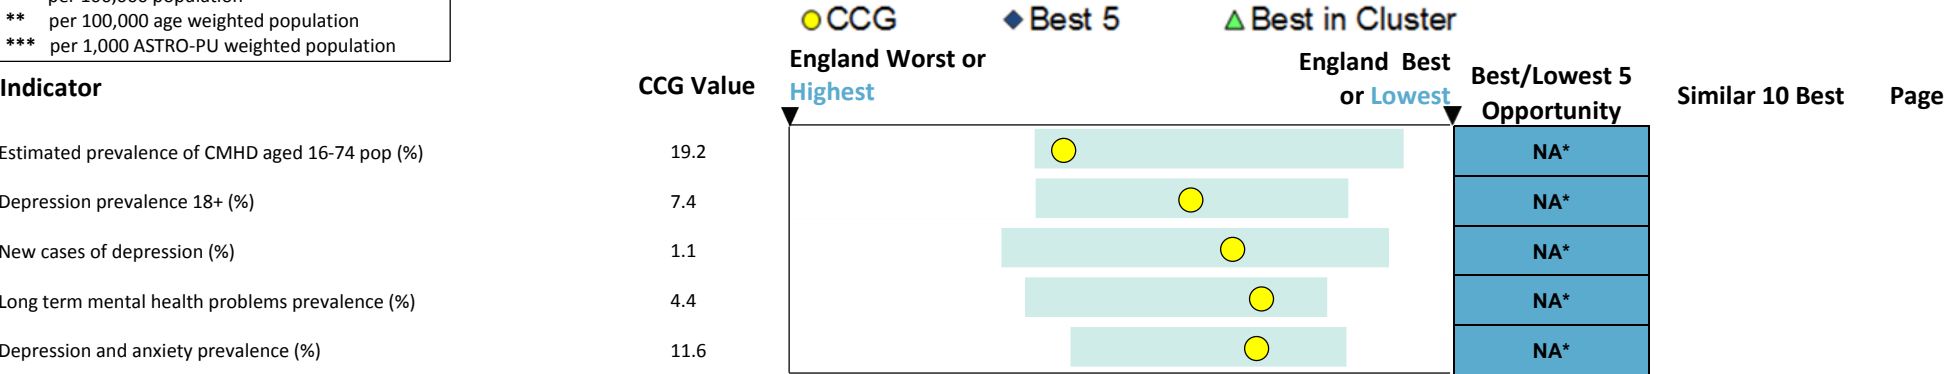 per 100,000 population
** per 100,000 age weighted population
*** per 1,000 ASTRO-PU weighted population
CCG Best 5 Best in Cluster
Indicator CCG Value England Worst or Highest England Best or Lowest Best/Lowest 5 Opportunity Similar 10 Best Page
Estimated prevalence of CMHD aged 16-74 pop (%) 19.2 NA*
Depression prevalence 18+ (%) 7.4 NA*
New cases of depression (%) 1.1 NA*
Long term mental health problems prevalence (%) 4.4 NA*
Depression and anxiety prevalence (%) 11.6 NA*